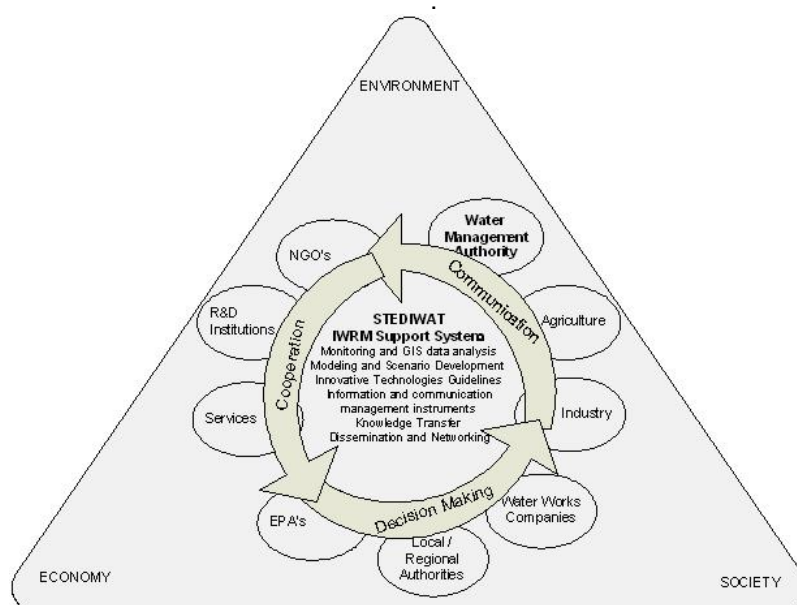 ENVIRONMENT
Water
Management
Authority
NGO's
Communication
R&D
Institutions
Agriculture
STEDIWAT
IWRM Support System
Monitoring and GIS data analysis
Modeling and Scenario Development
Innovative Technologies Guidelines
Information and communication
management instruments
Knowledge Transfer
Dissemination and Networking
Cooperation
Services
Industry
Decision Making
EPA's
Water Works
Companies
Local /
Regional
Authorities
ECONOMY
SOCIETY